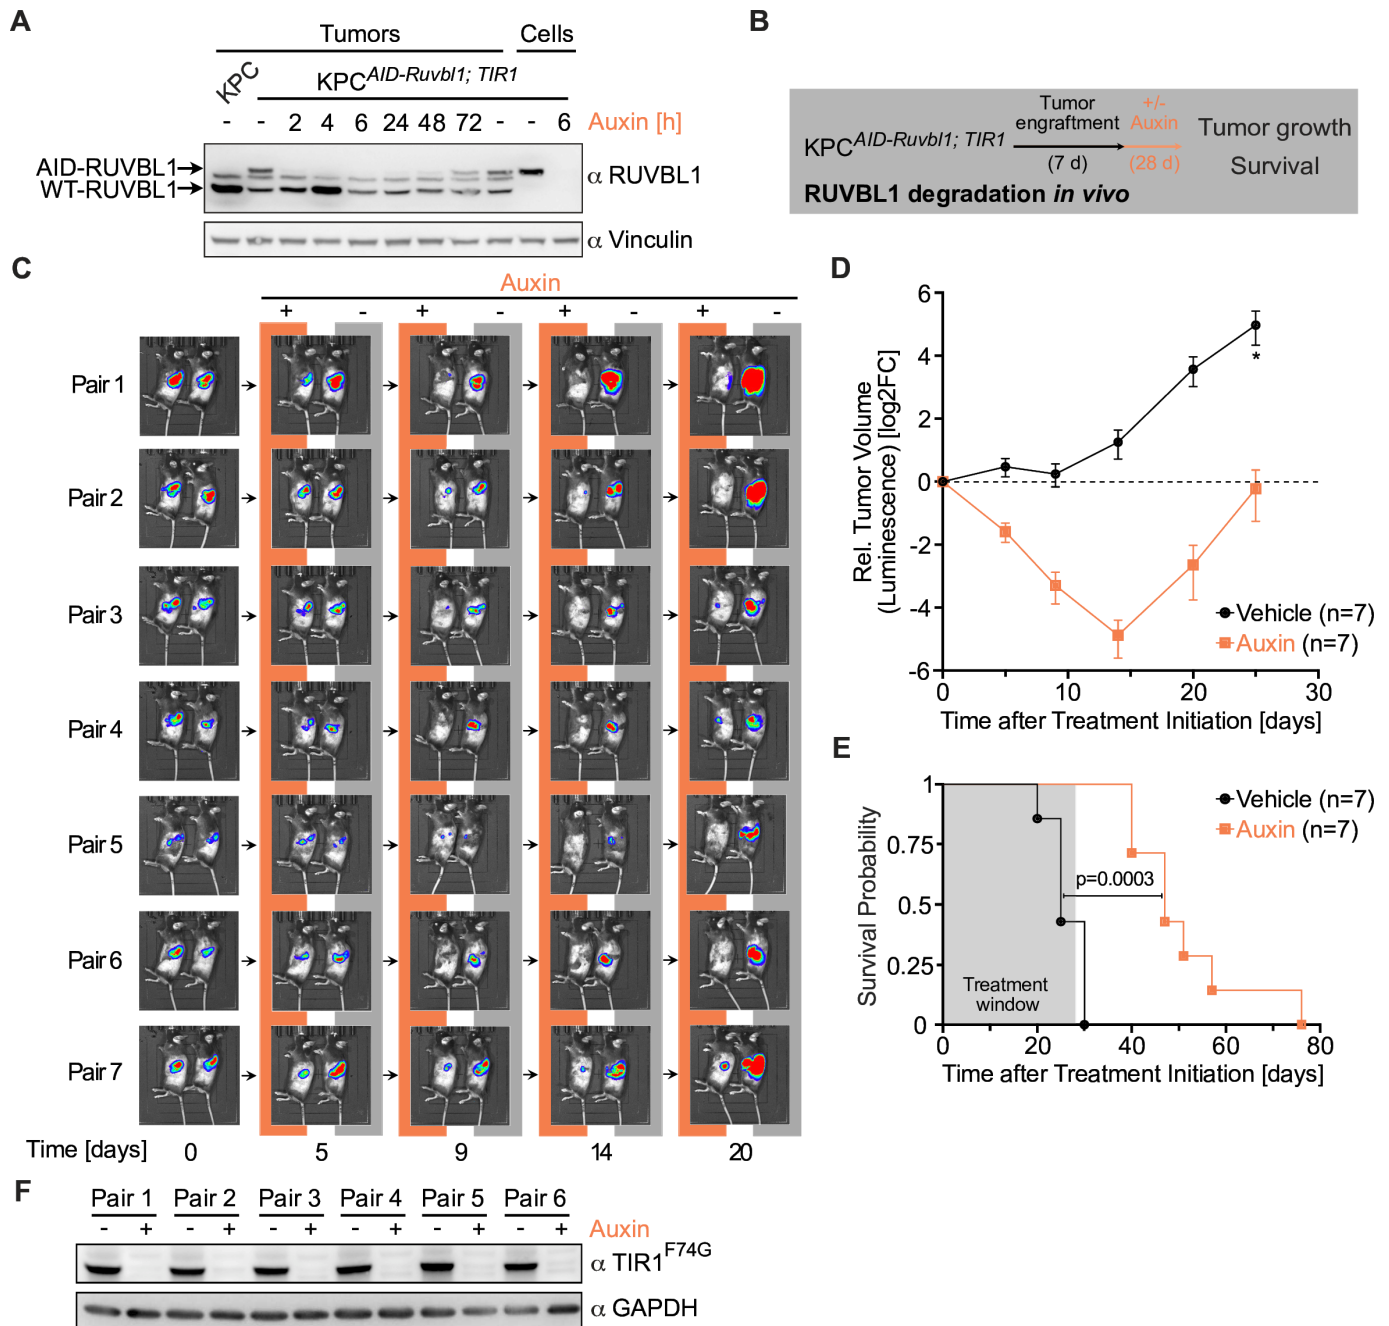 A
Tumors Cells
KPC
KPC AID-Ruvbl1; TIR1
- - 2 4 6 24 48 72 - - 6 Auxin [h]
AID-RUVBL1
WT-RUVBL1
α RUVBL1
α Vinculin
B
KPC AID-Ruvbl1; TIR1
Tumor engraftment
(7 d)
+/- Auxin
(28 d)
Tumor growth
Survival
RUVBL1 degradation in vivo
C
Auxin
+ - + - + - + -
Pair 1
Pair 2
Pair 3
Pair 4
Pair 5
Pair 6
Pair 7
Time [days] 0 5 9 14 20
D
Rel. Tumor Volume
(Luminescence) [log2FC]
6
4
2
0
-2
-4
-6
*
Vehicle (n=7)
Auxin (n=7)
0 10 20 30
Time after Treatment Initiation [days]
E
Survival Probability
1
0.75
0.5
0.25
0
Vehicle (n=7)
Auxin (n=7)
p=0.0003
Treatment
window
0 20 40 60 80
Time after Treatment Initiation [days]
F
Pair 1 Pair 2 Pair 3 Pair 4 Pair 5 Pair 6
- + - + - + - + - + - + Auxin
α TIR1 F74G
α GAPDH